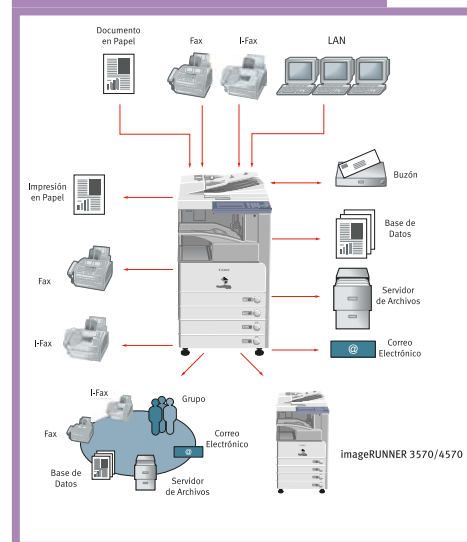 Documento
en Papel
Fax
I-Fax
LAN
Buzón
Impresión
en Papel
Base de
Datos
Fax
Servidor
de Archivos
I-Fax
@
Correo
Electrónico
I-Fax
Grupo
Fax
Correo
Electrónico
@
Base de
Datos
Servidor
de Archivos
imageRUNNER 3570/4570